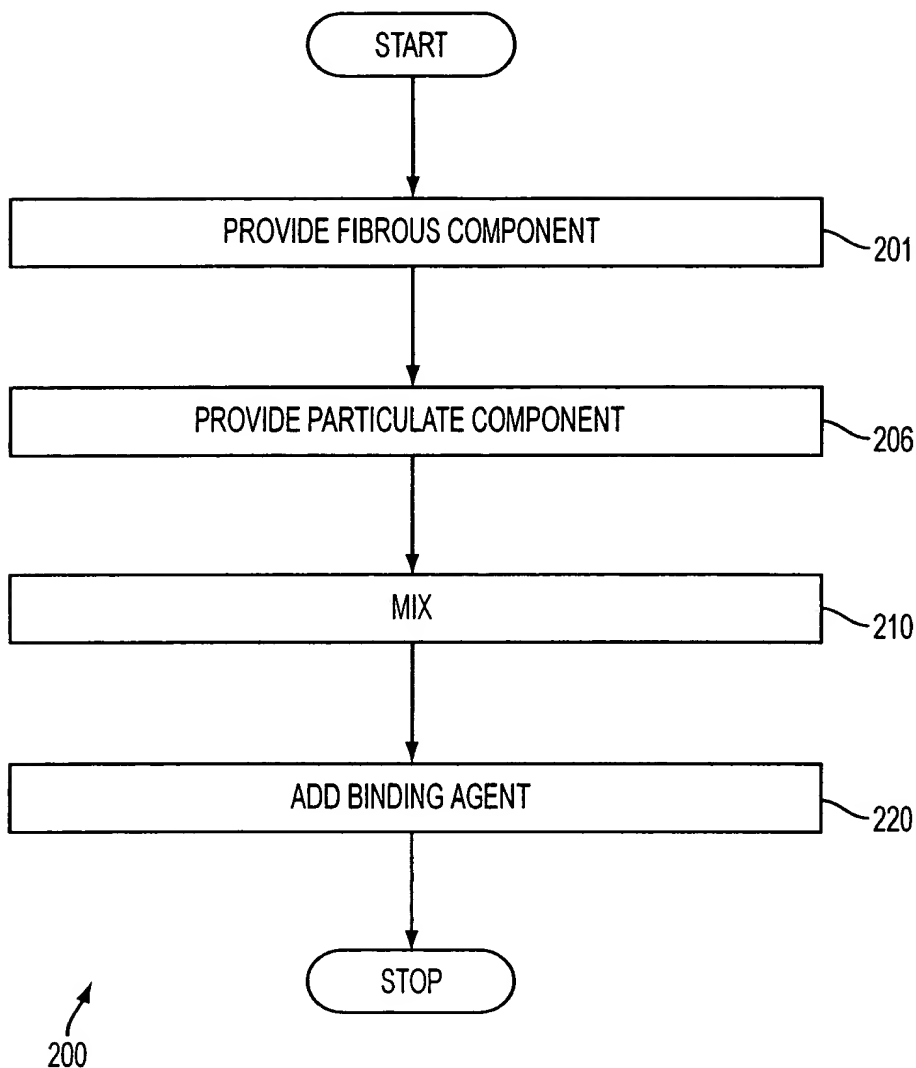 START
PROVIDE FIBROUS COMPONENT
201
PROVIDE PARTICULATE COMPONENT
206
MIX
210
ADD BINDING AGENT
220
STOP
200